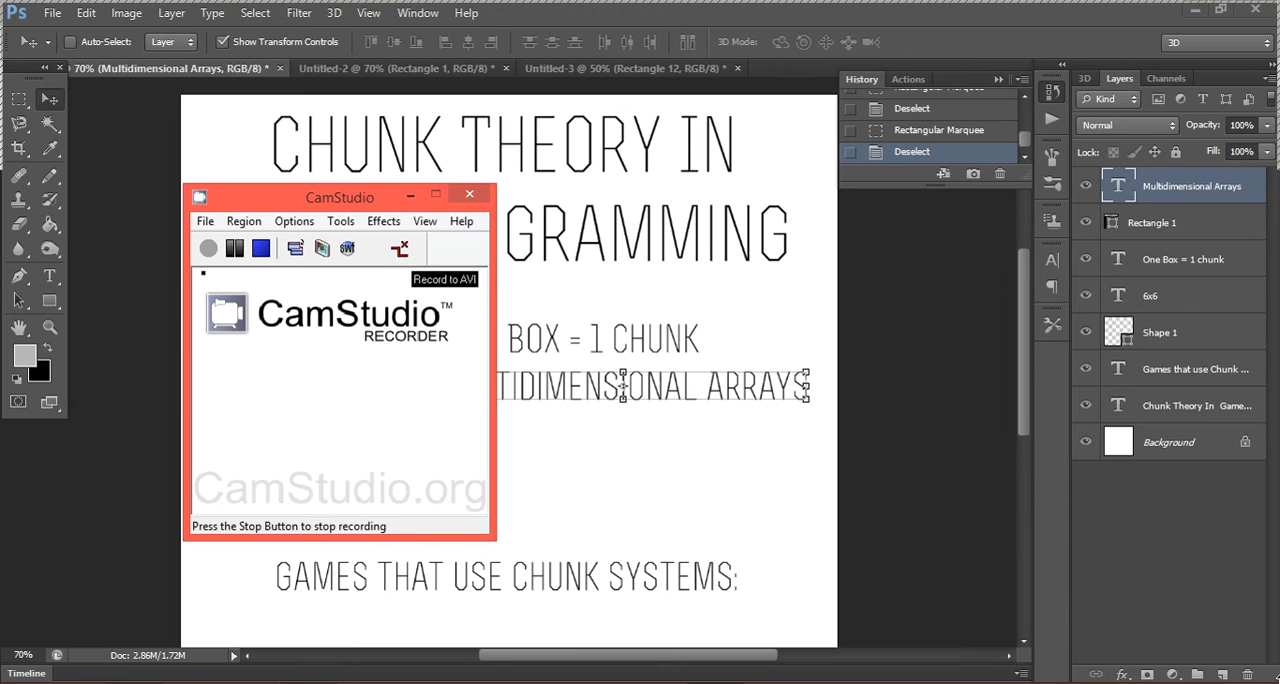 Ps File Edit Image Layer Type Select Filter 3D View Window Help
Auto-Select: Layer Show Transform Controls 3D Mode: 3D
70% (Multidimensional Arrays, RGB/8) * × Untitled-2 @ 70% (Rectangle 1, RGB/8) * × Untitled-3 @ 50% (Rectangle 12, RGB/8) * ×
History Actions
Deselect
Rectangular Marquee
Deselect
3D Layers Channels
Kind
Normal Opacity: 100%
Lock: Fill: 100%
Multidimensional Arrays
Rectangle 1
One Box = 1 chunk
6x6
Shape 1
Games that use Chunk ...
Chunk Theory In Game...
Background
CHUNK THEORY IN
GRAMMING
BOX = 1 CHUNK
TIDIMENSIONAL ARRAYS
GAMES THAT USE CHUNK SYSTEMS:
CamStudio
File Region Options Tools Effects View Help
Record to AVI
CamStudio™
RECORDER
CamStudio.org
Press the Stop Button to stop recording
70% Doc: 2.86M/1.72M
Timeline